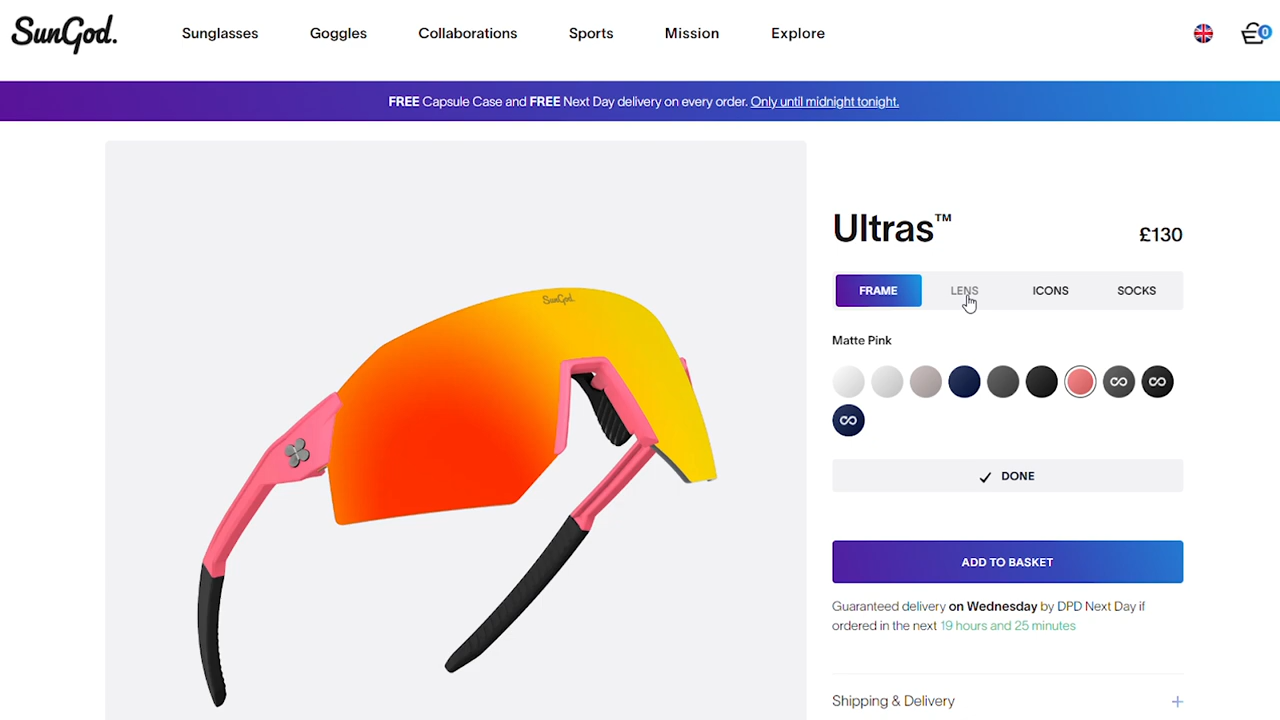 SunGod.
Sunglasses
Goggles
Collaborations
Sports
Mission
Explore
0
FREE Capsule Case and FREE Next Day delivery on every order. Only until midnight tonight.
SunGod.
Ultras™
£130
FRAME
LENS
ICONS
SOCKS
Matte Pink
DONE
ADD TO BASKET
Guaranteed delivery on Wednesday by DPD Next Day if
ordered in the next 19 hours and 25 minutes
Shipping & Delivery